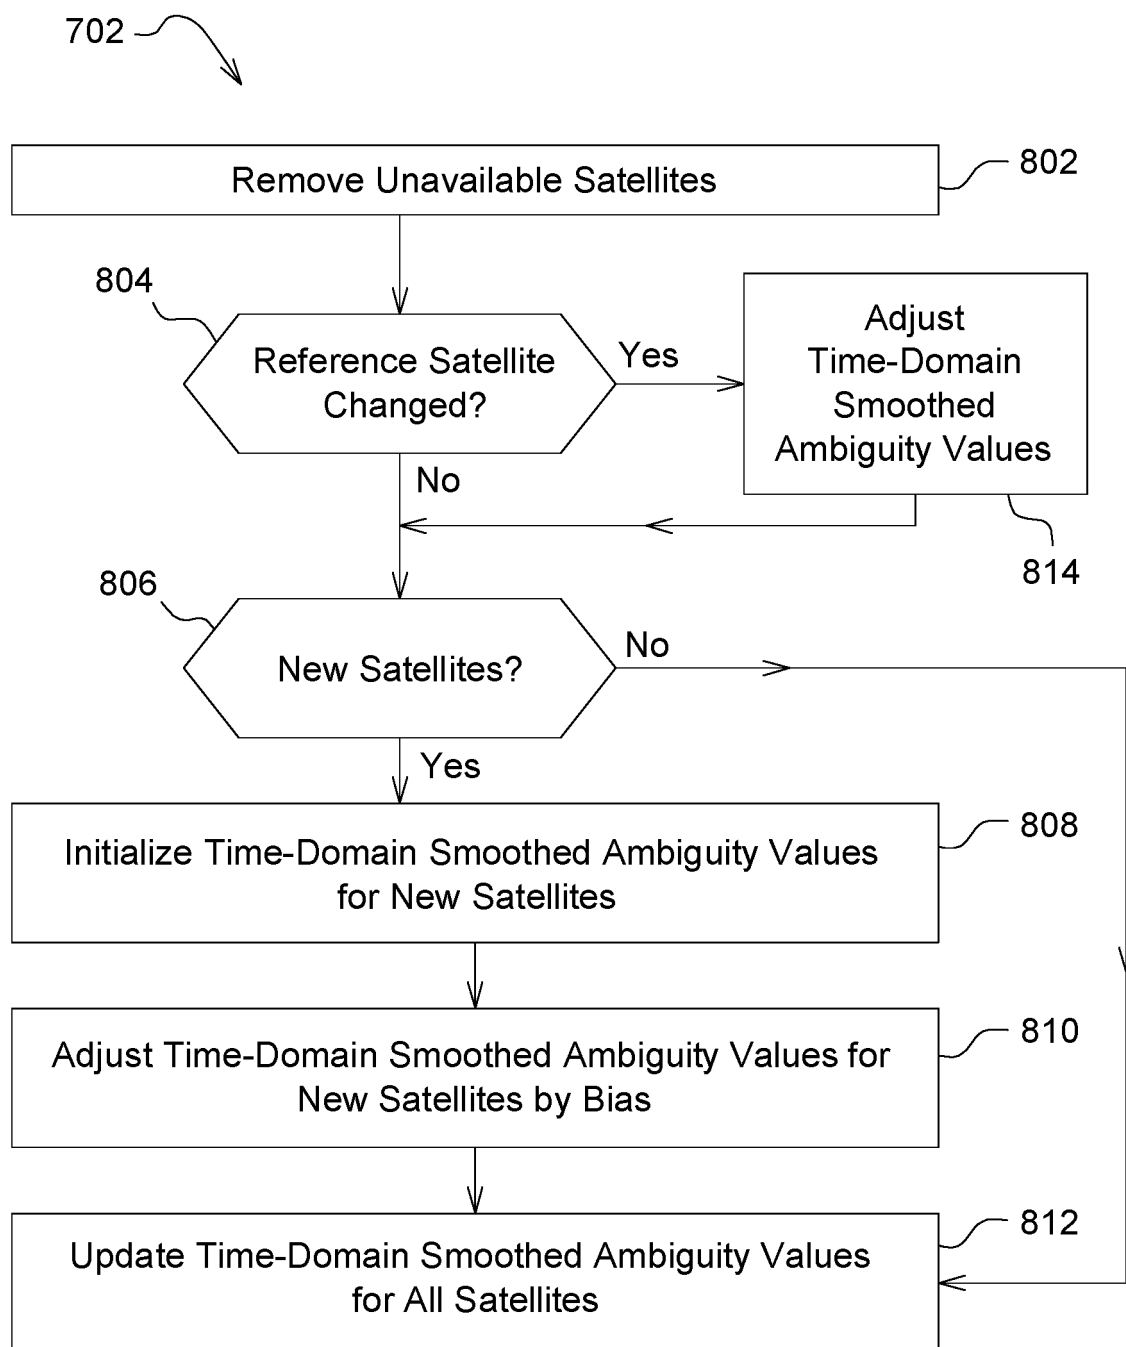 702
Remove Unavailable Satellites
802
804
Reference Satellite
Changed?
Yes
Adjust
Time-Domain
Smoothed
Ambiguity Values
No
814
806
New Satellites?
No
Yes
808
Initialize Time-Domain Smoothed Ambiguity Values
for New Satellites
810
Adjust Time-Domain Smoothed Ambiguity Values for
New Satellites by Bias
812
Update Time-Domain Smoothed Ambiguity Values
for All Satellites